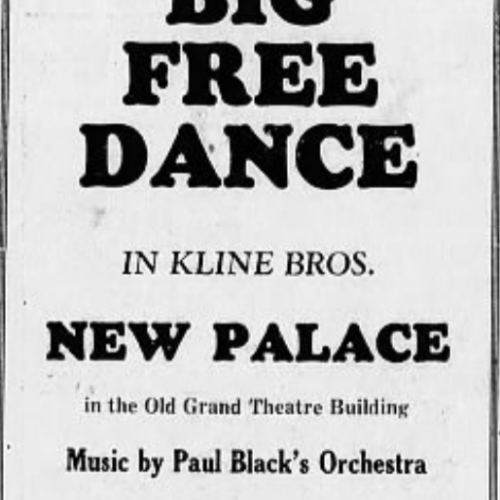 BIG
FREE
DANCE
IN KLINE BROS.
NEW PALACE
in the Old Grand Theatre Building
Music by Paul Black's Orchestra